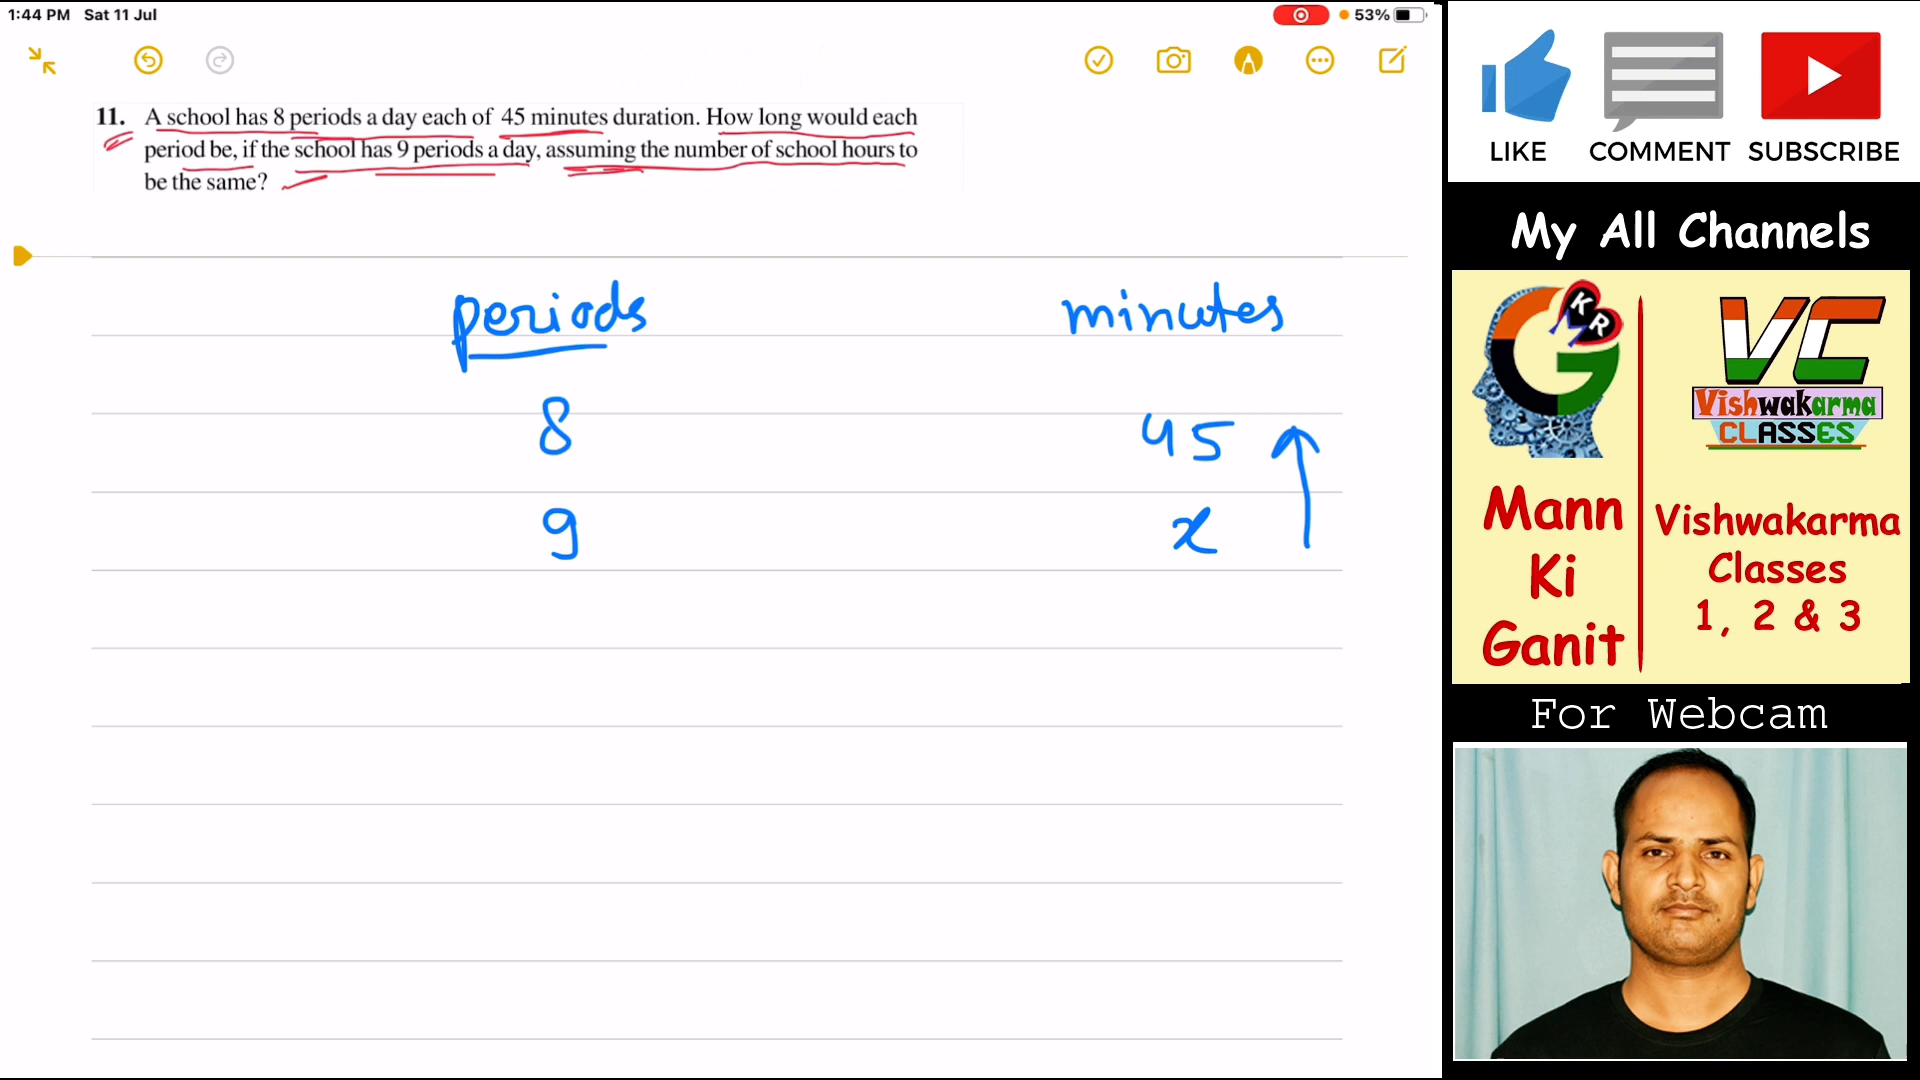 1:44 PM Sat 11 Jul
53%
11. A school has 8 periods a day each of 45 minutes duration. How long would each
period be, if the school has 9 periods a day, assuming the number of school hours to
be the same?
periods minutes
8 45
9 x
LIKE COMMENT SUBSCRIBE
My All Channels
G K R
VC
Vishwakarma
CLASSES
Mann
Ki
Ganit
Vishwakarma
Classes
1, 2 & 3
For Webcam